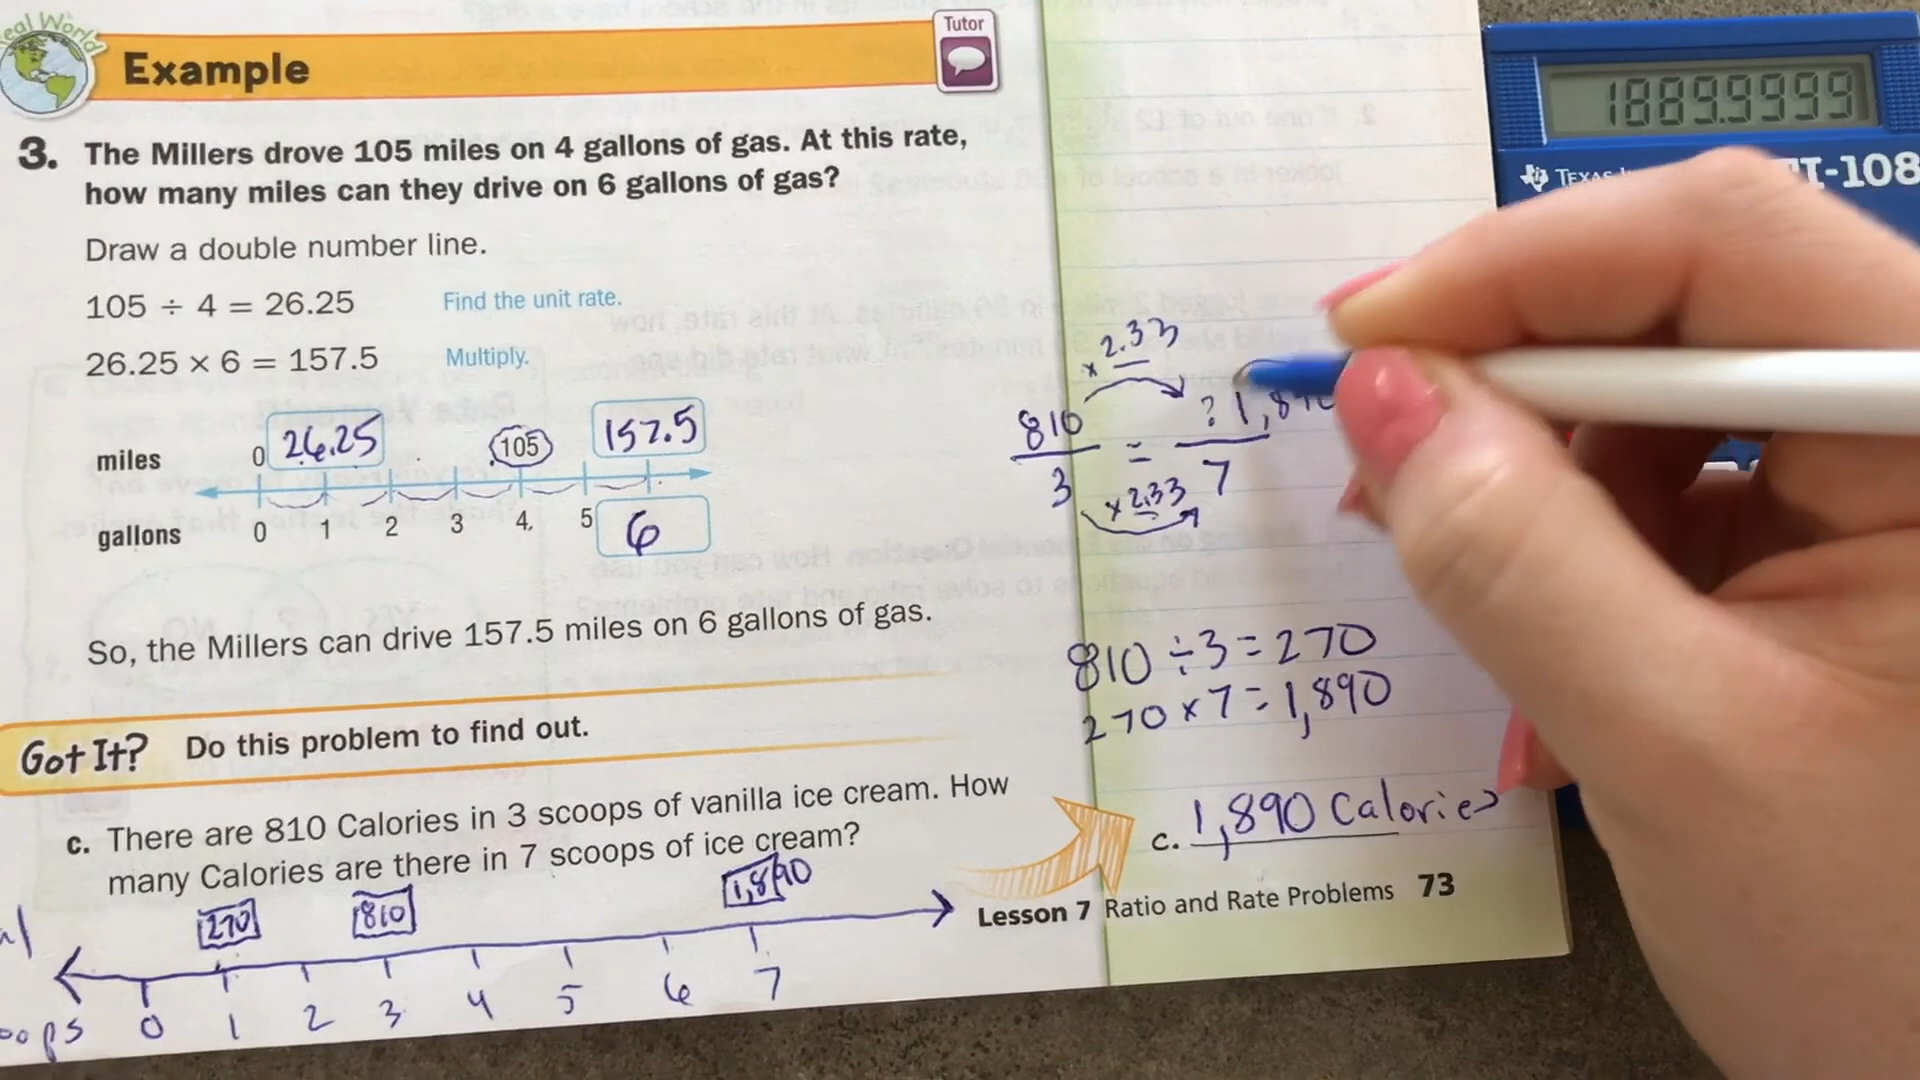 Real World
Example
Tutor
3. The Millers drove 105 miles on 4 gallons of gas. At this rate,
how many miles can they drive on 6 gallons of gas?
Draw a double number line.
105 ÷ 4 = 26.25 Find the unit rate.
26.25 × 6 = 157.5 Multiply.
miles 0 26.25 105 157.5
gallons 0 1 2 3 4 5 6
So, the Millers can drive 157.5 miles on 6 gallons of gas.
Got It? Do this problem to find out.
c. There are 810 Calories in 3 scoops of vanilla ice cream. How
many Calories are there in 7 scoops of ice cream?
270 810 1,890
0 1 2 3 4 5 6 7
1889.9999
TEXAS
TI-108
× 2.33
810 = ? 1,890
3 × 2.33 7
810 ÷ 3 = 270
270 × 7 = 1,890
c. 1,890 Calories
Lesson 7 Ratio and Rate Problems 73